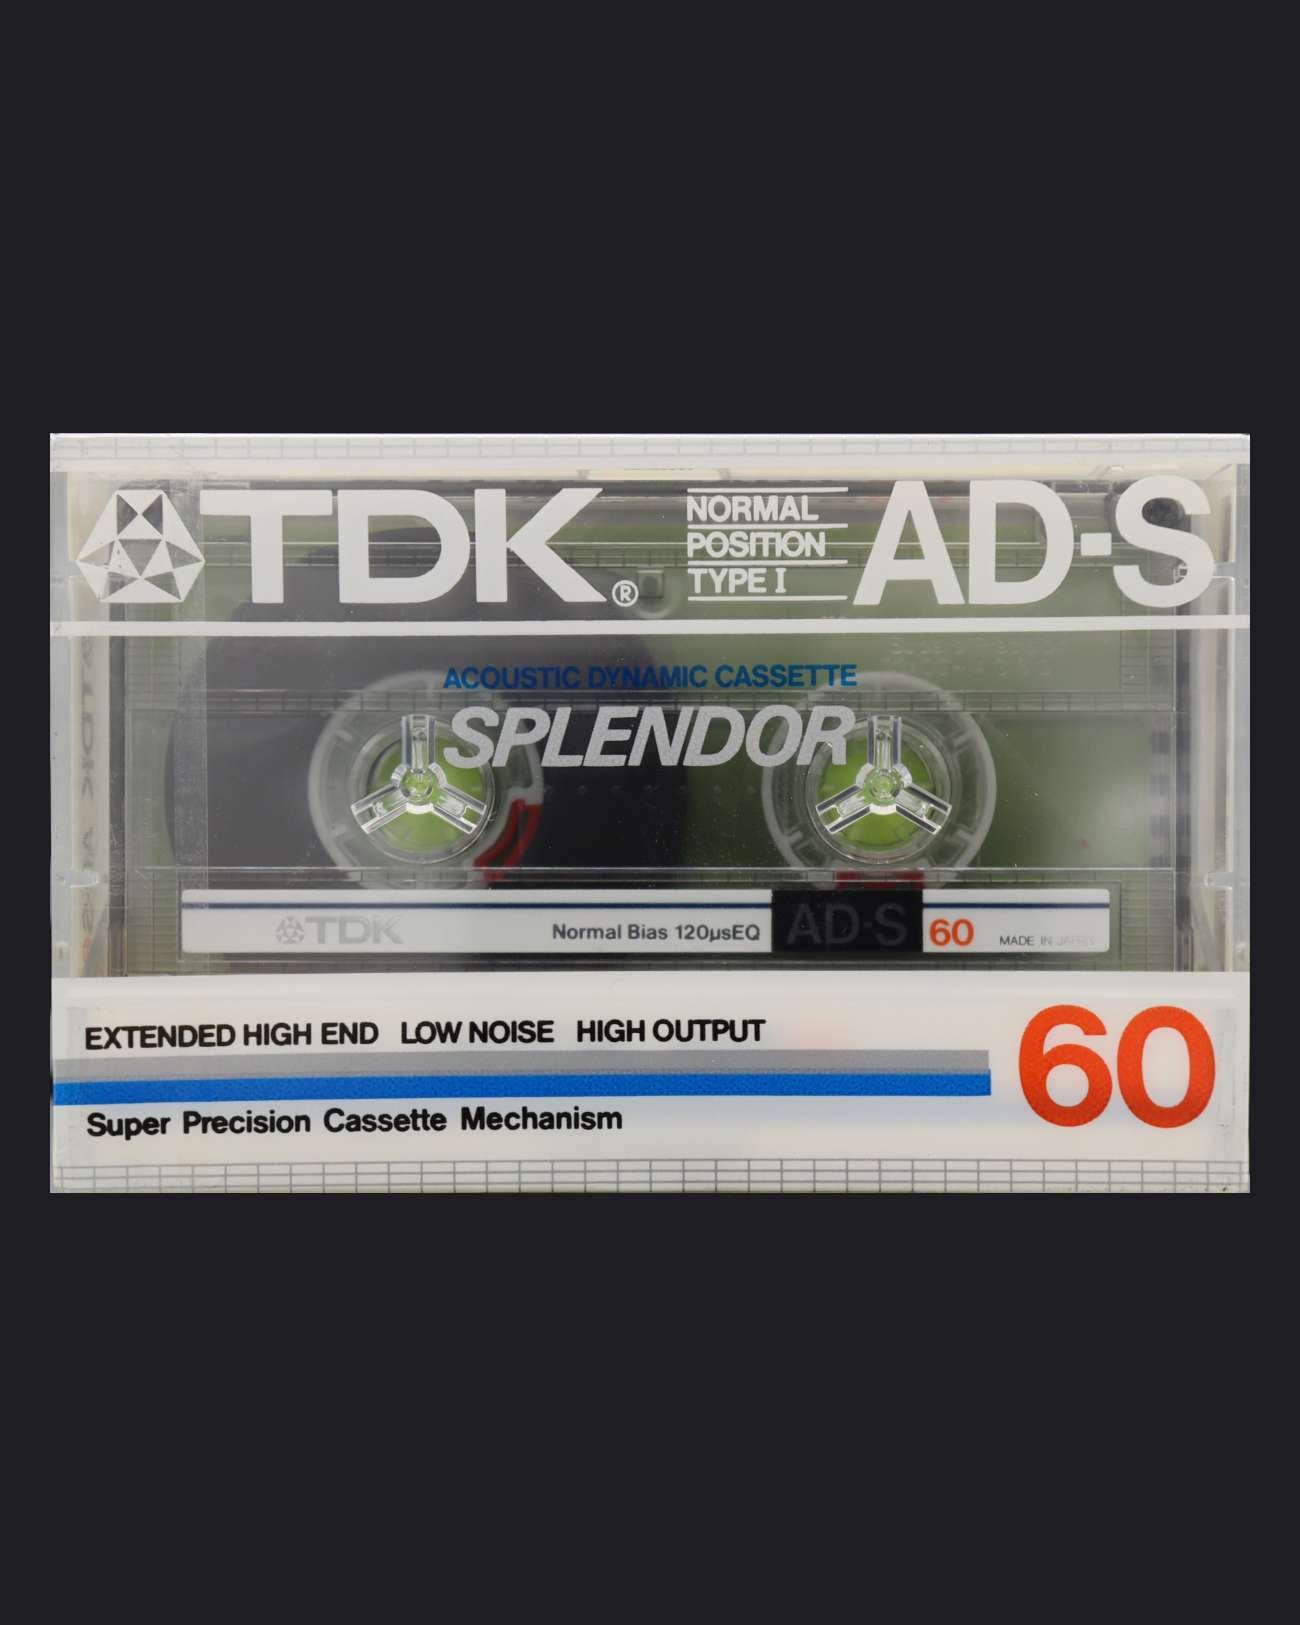 TDK® NORMAL POSITION TYPE I AD-S
ACOUSTIC DYNAMIC CASSETTE
SPLENDOR
TDK Normal Bias 120µsEQ AD-S 60 MADE IN JAPAN
EXTENDED HIGH END LOW NOISE HIGH OUTPUT
60
Super Precision Cassette Mechanism